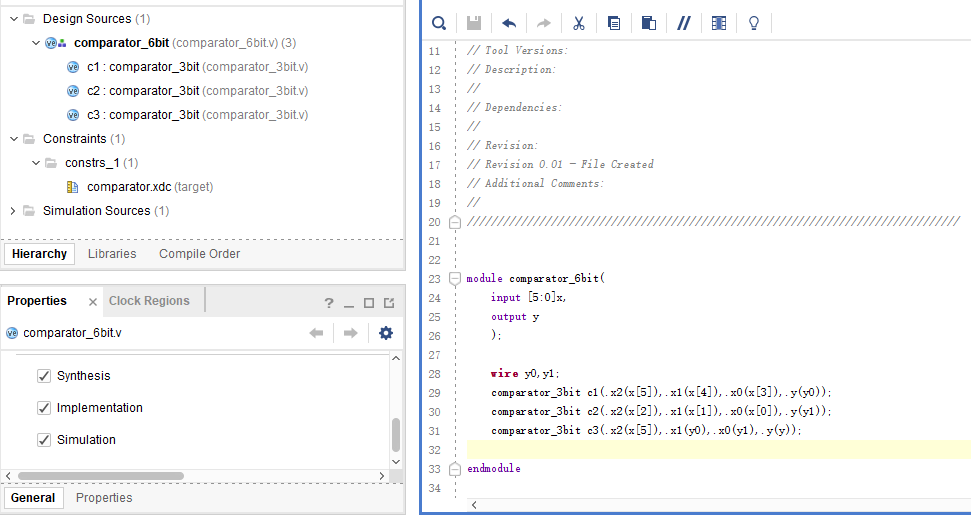 Design Sources (1)
comparator_6bit (comparator_6bit.v) (3)
c1 : comparator_3bit (comparator_3bit.v)
c2 : comparator_3bit (comparator_3bit.v)
c3 : comparator_3bit (comparator_3bit.v)
Constraints (1)
constrs_1 (1)
comparator.xdc (target)
Simulation Sources (1)
Hierarchy Libraries Compile Order
Properties × Clock Regions ?
comparator_6bit.v
Synthesis
Implementation
Simulation
General Properties
11 // Tool Versions:
12 // Description:
13 //
14 // Dependencies:
15 //
16 // Revision:
17 // Revision 0.01 - File Created
18 // Additional Comments:
19 //
20 //////////////////////////////////////////////////////////////////////////////////
21
22
23 module comparator_6bit(
24 input [5:0]x,
25 output y
26 );
27
28 wire y0,y1;
29 comparator_3bit c1(.x2(x[5]),.x1(x[4]),.x0(x[3]),.y(y0));
30 comparator_3bit c2(.x2(x[2]),.x1(x[1]),.x0(x[0]),.y(y1));
31 comparator_3bit c3(.x2(x[5]),.x1(y0),.x0(y1),.y(y));
32
33 endmodule
34